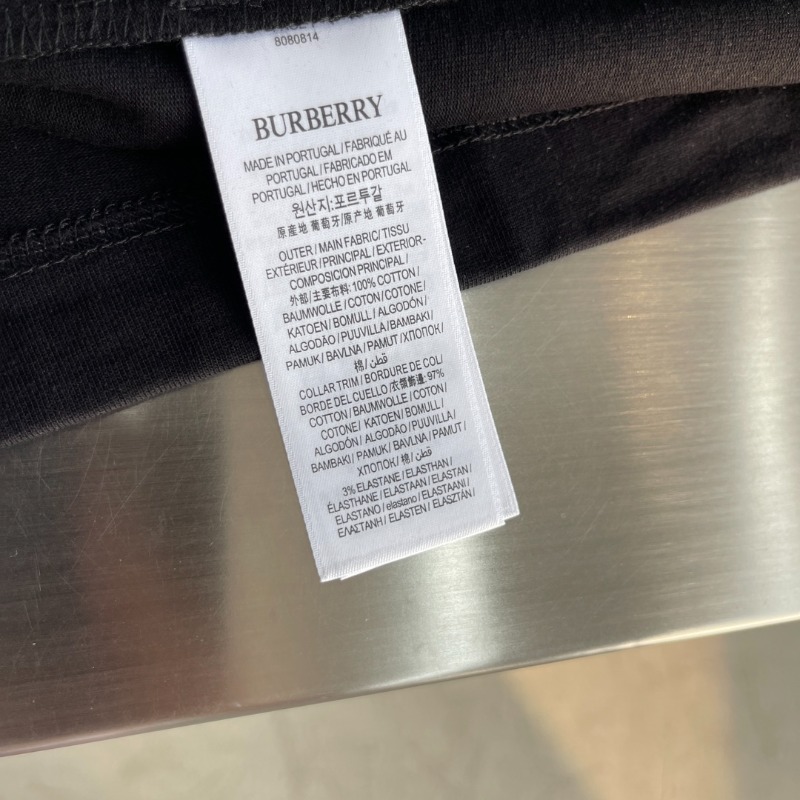 8080814
BURBERRY
MADE IN PORTUGAL / FABRIQUÉ AU
PORTUGAL / FABRICADO EM
PORTUGAL / HECHO EN PORTUGAL
원산지: 포르투갈
原産地 葡萄牙/原产地 葡萄牙
OUTER / MAIN FABRIC / TISSU
EXTÉRIEUR / PRINCIPAL / EXTERIOR-
COMPOSICION PRINCIPAL /
外部/主要布料: 100% COTTON /
BAUMWOLLE / COTON / COTONE /
KATOEN / BOMULL / ALGODÓN /
ALGODÃO / PUUVILLA / BAMBAKI /
PAMUK / BAVLNA / PAMUT / ХЛОПОК /
棉/ قطن
COLLAR TRIM / BORDURE DE COL /
BORDE DEL CUELLO /衣領飾邊: 97%
COTTON / BAUMWOLLE / COTON /
COTONE / KATOEN / BOMULL /
ALGODÓN / ALGODÃO / PUUVILLA /
BAMBAKI / PAMUK / BAVLNA / PAMUT /
ХЛОПОК / 棉/ قطن
3% ELASTANE / ELASTHAN /
ÉLASTHANNE / ELASTAAN / ELASTAN /
ELASTANO / elastano / ELASTAANI /
ΕΛΑΣΤΑΝΗ / ELASTEN / ELASZTÁN /